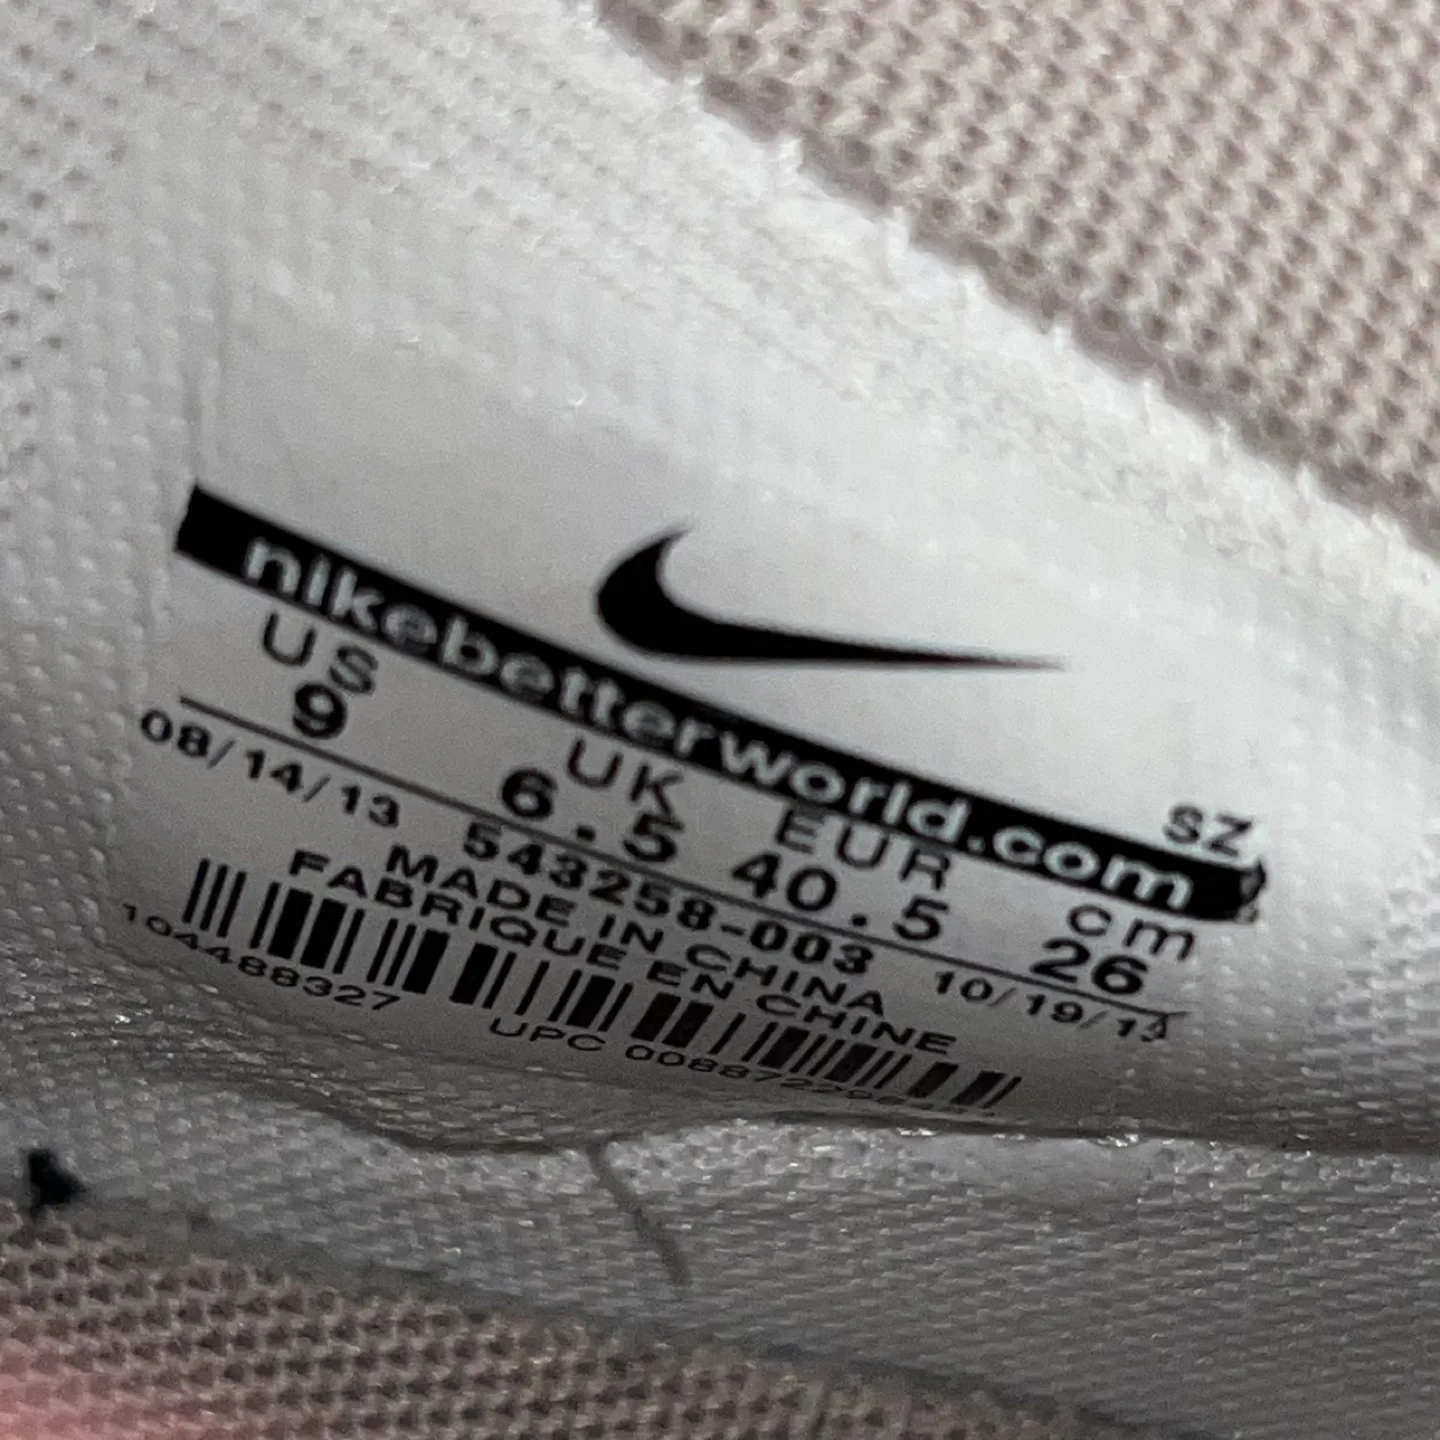 nikebetterworld.com
SZ
US UK EUR cm
9 6.5 40.5 26
08/14/13 543258-003 10/19/13
MADE IN CHINA
FABRIQUE EN CHINE
104488327
UPC